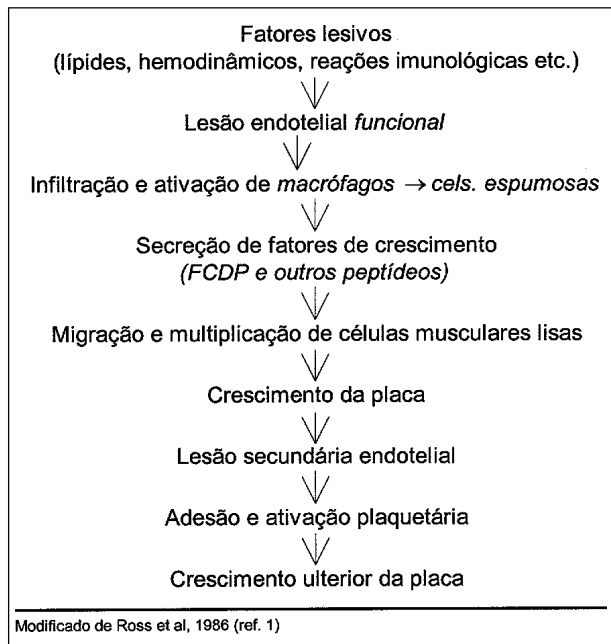 Fatores lesivos
(lípides, hemodinâmicos, reações imunológicas etc.)
Lesão endotelial funcional
Infiltração e ativação de macrófagos → cels. espumosas
Secreção de fatores de crescimento
(FCDP e outros peptídeos)
Migração e multiplicação de células musculares lisas
Crescimento da placa
Lesão secundária endotelial
Adesão e ativação plaquetária
Crescimento ulterior da placa
Modificado de Ross et al, 1986 (ref. 1)